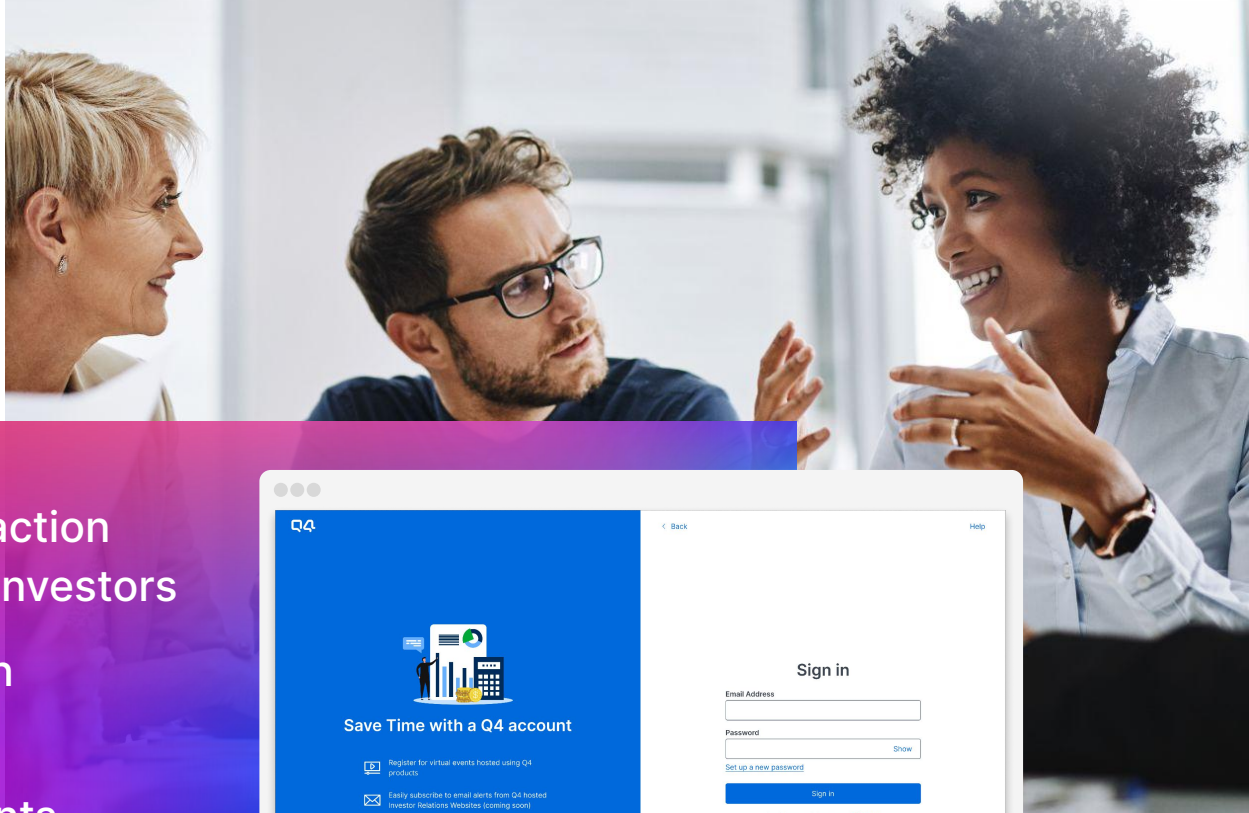 action
investors
Q4
Save Time with a Q4 account
Register for virtual events hosted using Q4
products
Easily subscribe to email alerts from Q4 hosted
Investor Relations Websites (coming soon)
< Back
Help
Sign in
Email Address
Password
Show
Set up a new password
Sign in